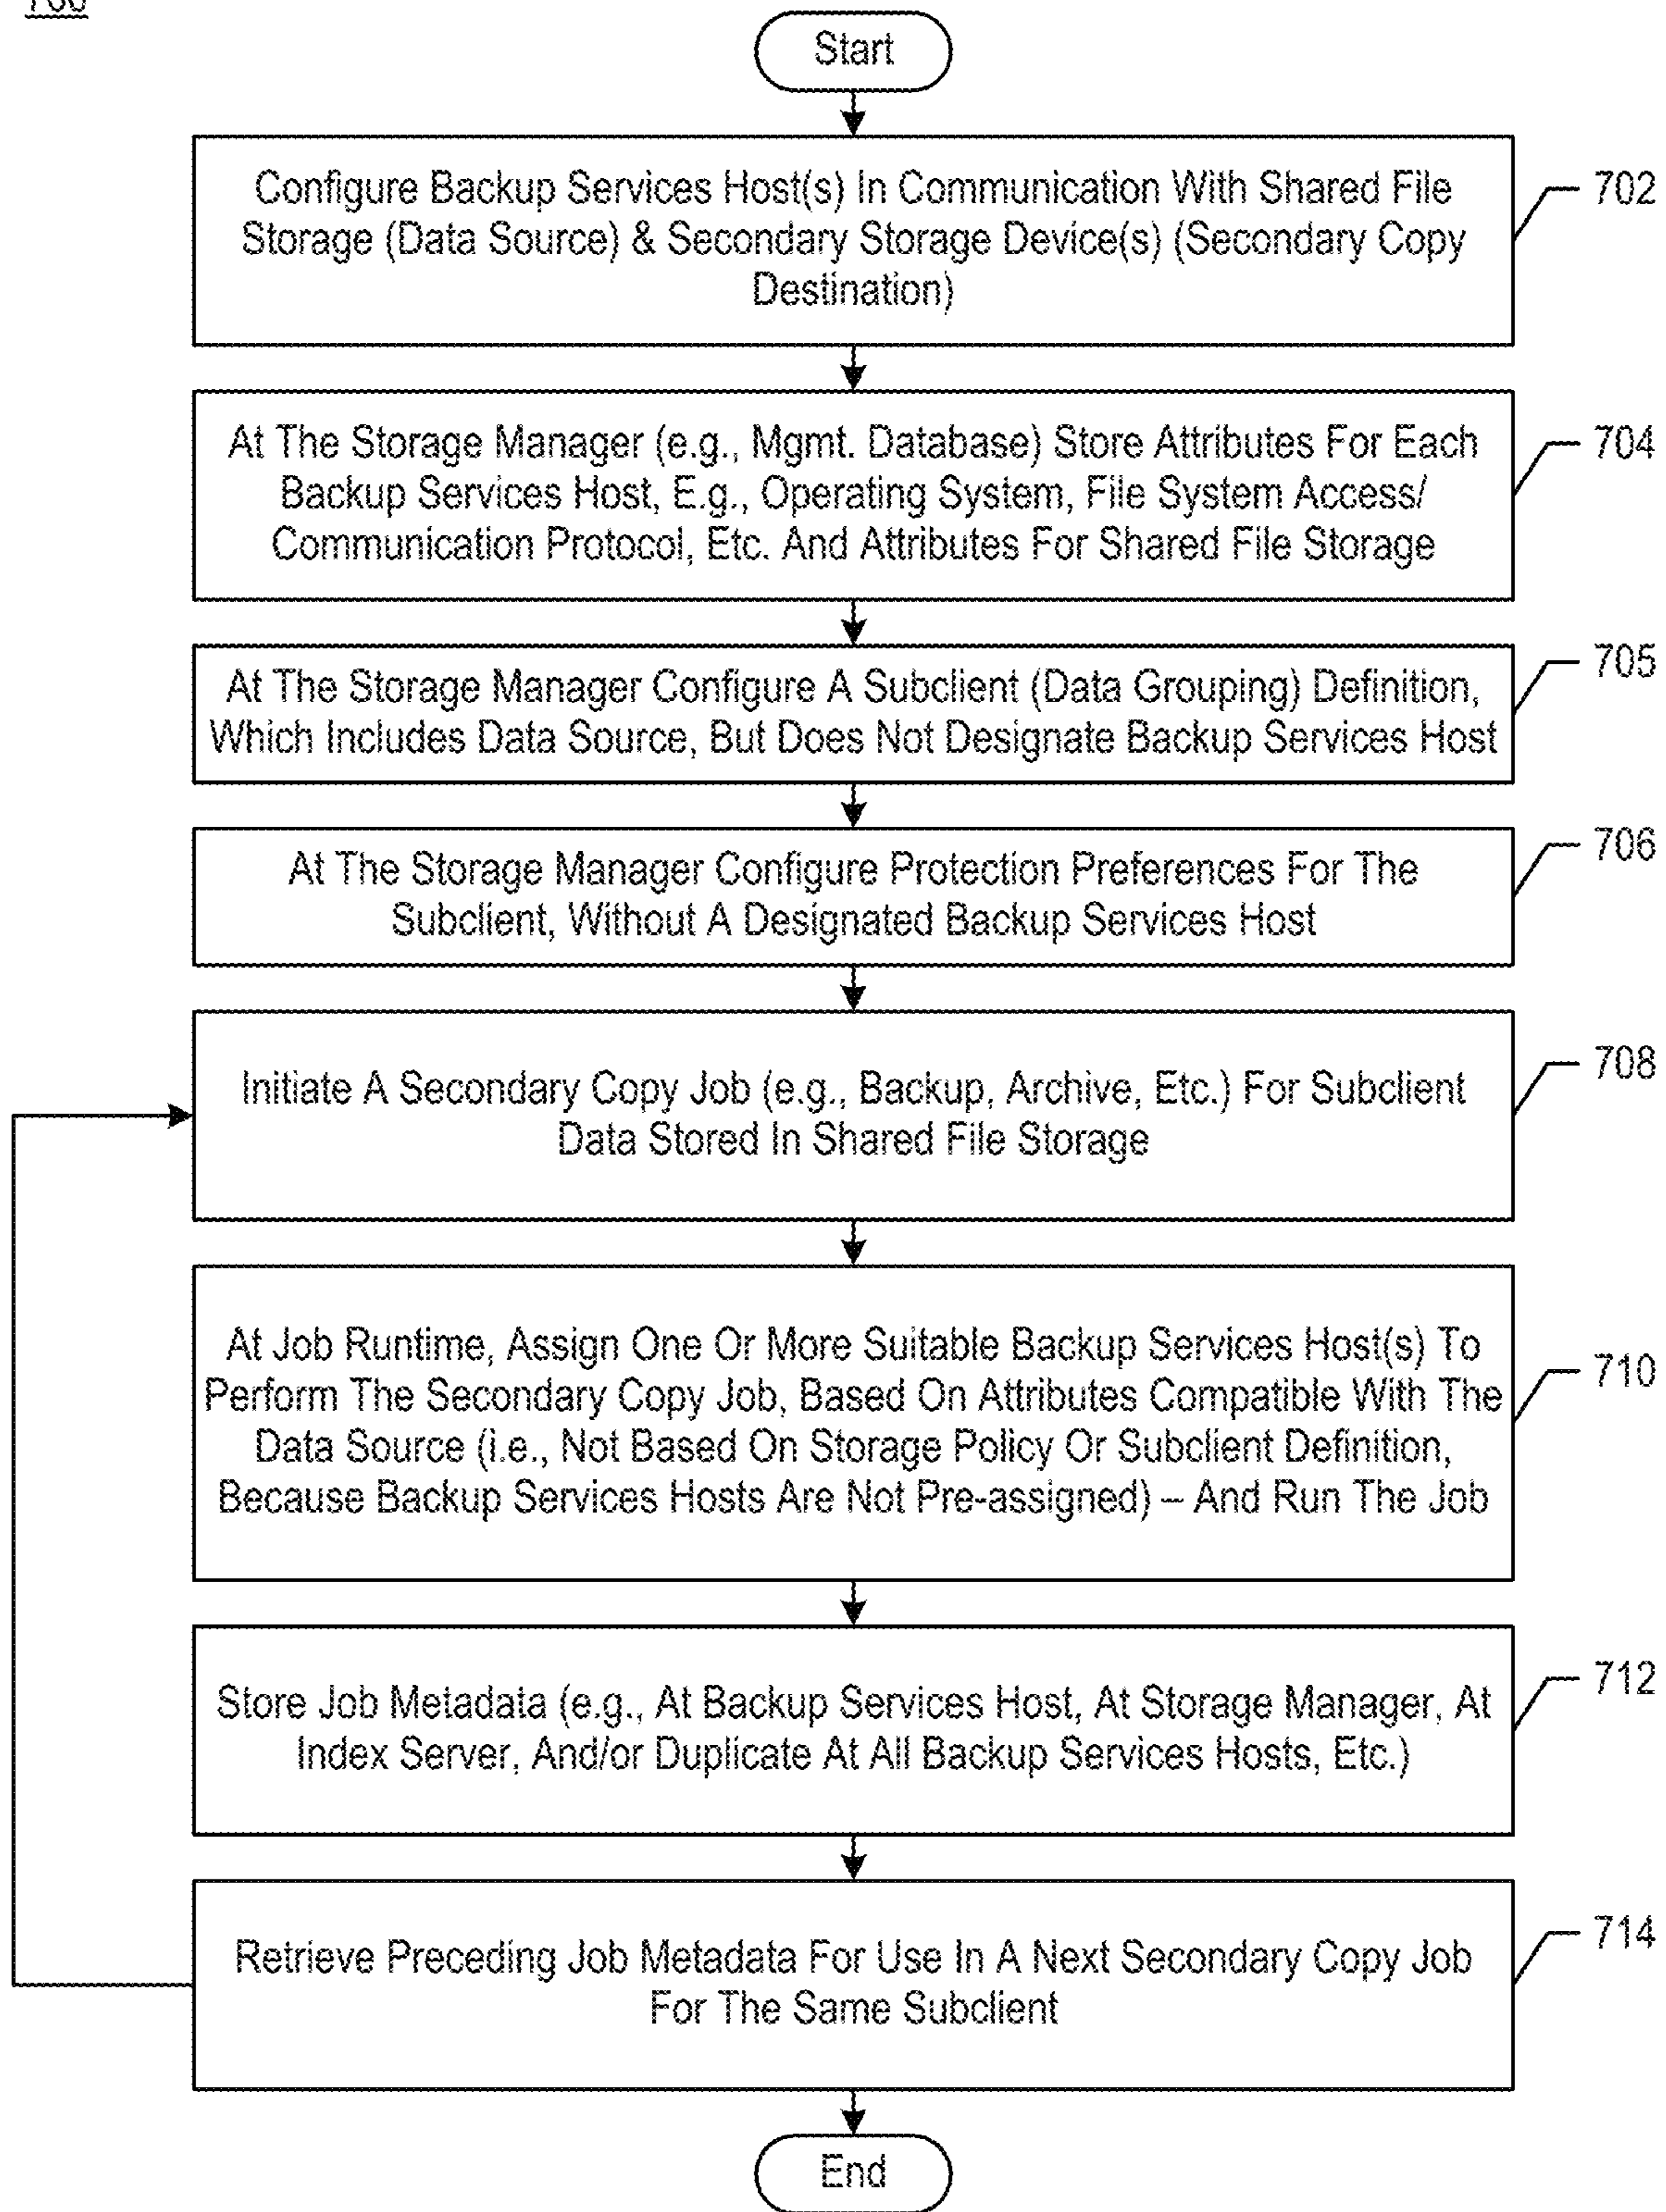 Start
Configure Backup Services Host(s) In Communication With Shared File
Storage (Data Source) & Secondary Storage Device(s) (Secondary Copy
Destination)
702
At The Storage Manager (e.g., Mgmt. Database) Store Attributes For Each
Backup Services Host, E.g., Operating System, File System Access/
Communication Protocol, Etc. And Attributes For Shared File Storage
704
At The Storage Manager Configure A Subclient (Data Grouping) Definition,
Which Includes Data Source, But Does Not Designate Backup Services Host
705
At The Storage Manager Configure Protection Preferences For The
Subclient, Without A Designated Backup Services Host
706
Initiate A Secondary Copy Job (e.g., Backup, Archive, Etc.) For Subclient
Data Stored In Shared File Storage
708
At Job Runtime, Assign One Or More Suitable Backup Services Host(s) To
Perform The Secondary Copy Job, Based On Attributes Compatible With The
Data Source (i.e., Not Based On Storage Policy Or Subclient Definition,
Because Backup Services Hosts Are Not Pre-assigned) – And Run The Job
710
Store Job Metadata (e.g., At Backup Services Host, At Storage Manager, At
Index Server, And/or Duplicate At All Backup Services Hosts, Etc.)
712
Retrieve Preceding Job Metadata For Use In A Next Secondary Copy Job
For The Same Subclient
714
End